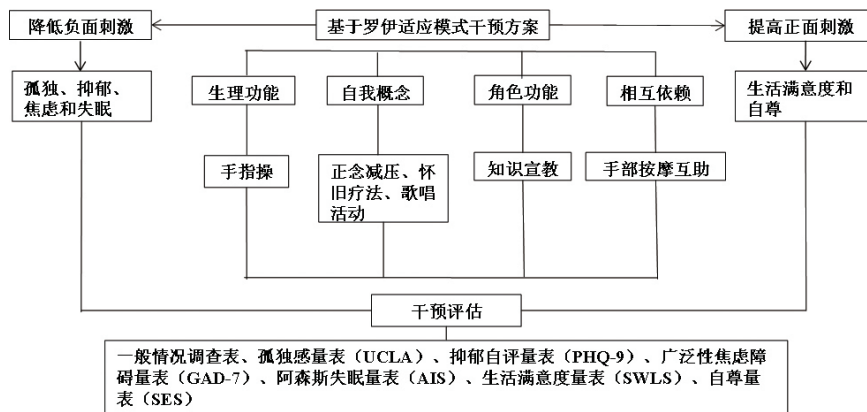 降低负面刺激
基于罗伊适应模式干预方案
提高正面刺激
孤独、抑郁、
焦虑和失眠
生理功能
自我概念
角色功能
相互依赖
生活满意度和
自尊
手指操
正念减压、怀
旧疗法、歌唱
活动
知识宣教
手部按摩互助
干预评估
一般情况调查表、孤独感量表（UCLA）、抑郁自评量表（PHQ-9）、广泛性焦虑障
碍量表（GAD-7）、阿森斯失眠量表（AIS）、生活满意度量表（SWLS）、自尊量
表（SES）